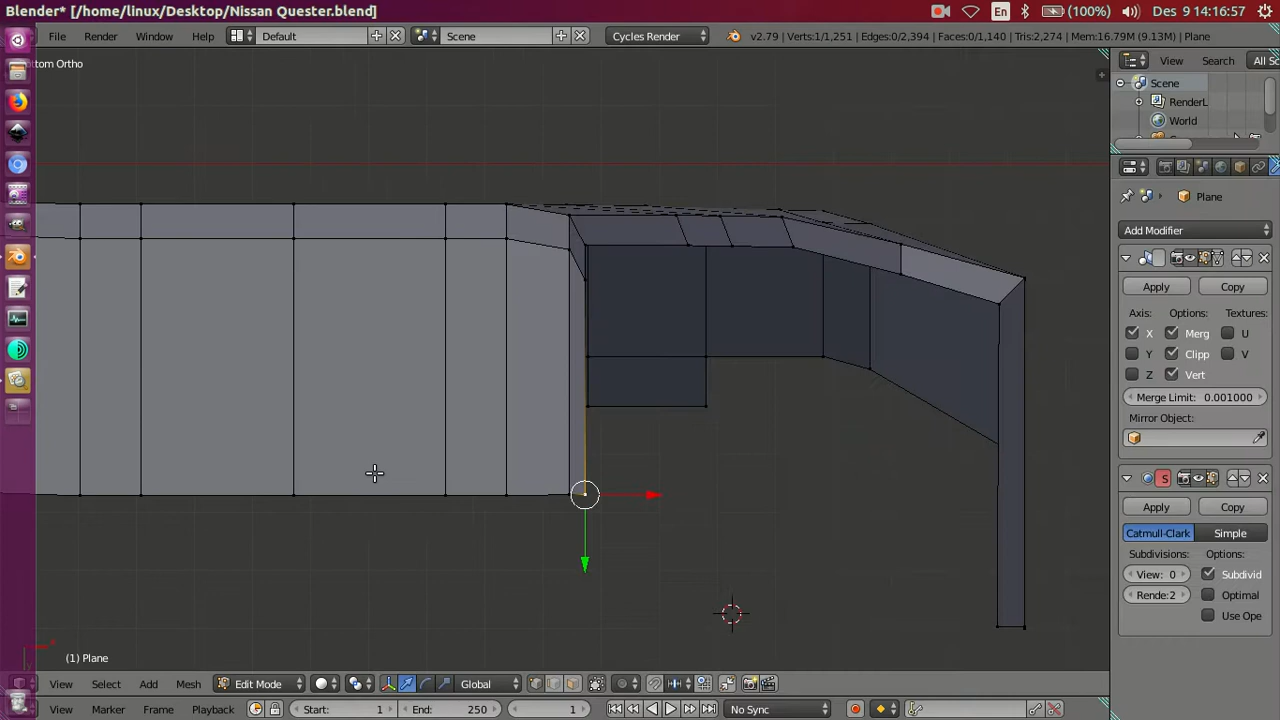 Blender* [/home/linux/Desktop/Nissan Quester.blend]
En
(100%)
Des 9 14:16:57
File
Render
Window
Help
Default
Scene
Cycles Render
v2.79 | Verts:1/1,251 | Edges:0/2,394 | Faces:0/1,140 | Tris:2,274 | Mem:16.79M (9.13M) | Plane
ttom Ortho
View
Search
All Sc
Scene
RenderL
World
Plane
Add Modifier
Apply
Copy
Axis:
Options:
Textures:
X
Merg
U
Y
Clipp
V
Z
Vert
Merge Limit: 0.001000
Mirror Object:
S
Apply
Copy
Catmull-Clark
Simple
Subdivisions:
Options:
View: 0
Subdivid
Rende:2
Optimal
Use Ope
(1) Plane
View
Select
Add
Mesh
Edit Mode
Global
View
Marker
Frame
Playback
Start: 1
End: 250
1
No Sync